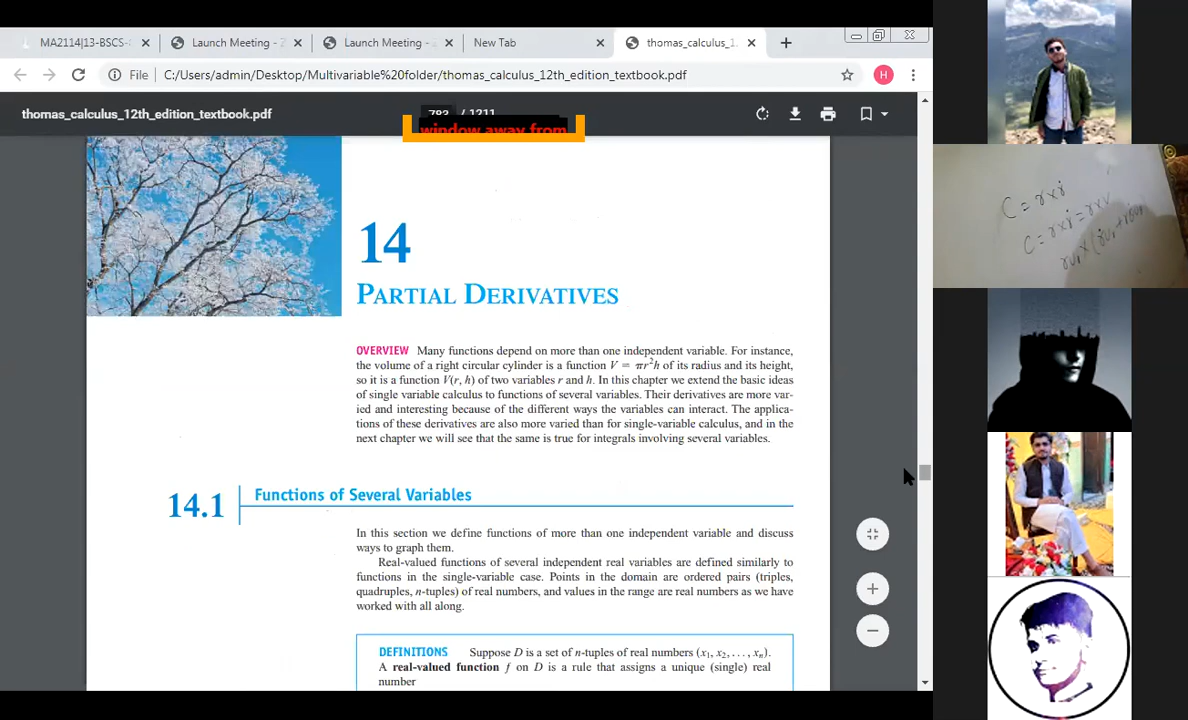 MA2114|13-BSCS-
Launch Meeting -
Launch Meeting -
New Tab
thomas_calculus_1
File
C:/Users/admin/Desktop/Multivariable%20folder/thomas_calculus_12th_edition_textbook.pdf
H
thomas_calculus_12th_edition_textbook.pdf
783 / 1211
window away from
14
PARTIAL DERIVATIVES
OVERVIEW Many functions depend on more than one independent variable. For instance,
the volume of a right circular cylinder is a function V = πr²h of its radius and its height,
so it is a function V(r, h) of two variables r and h. In this chapter we extend the basic ideas
of single variable calculus to functions of several variables. Their derivatives are more var-
ied and interesting because of the different ways the variables can interact. The applica-
tions of these derivatives are also more varied than for single-variable calculus, and in the
next chapter we will see that the same is true for integrals involving several variables.
14.1
Functions of Several Variables
In this section we define functions of more than one independent variable and discuss
ways to graph them.
Real-valued functions of several independent real variables are defined similarly to
functions in the single-variable case. Points in the domain are ordered pairs (triples,
quadruples, n-tuples) of real numbers, and values in the range are real numbers as we have
worked with all along.
DEFINITIONS Suppose D is a set of n-tuples of real numbers (x₁, x₂, . . . , xₙ).
A real-valued function f on D is a rule that assigns a unique (single) real
number